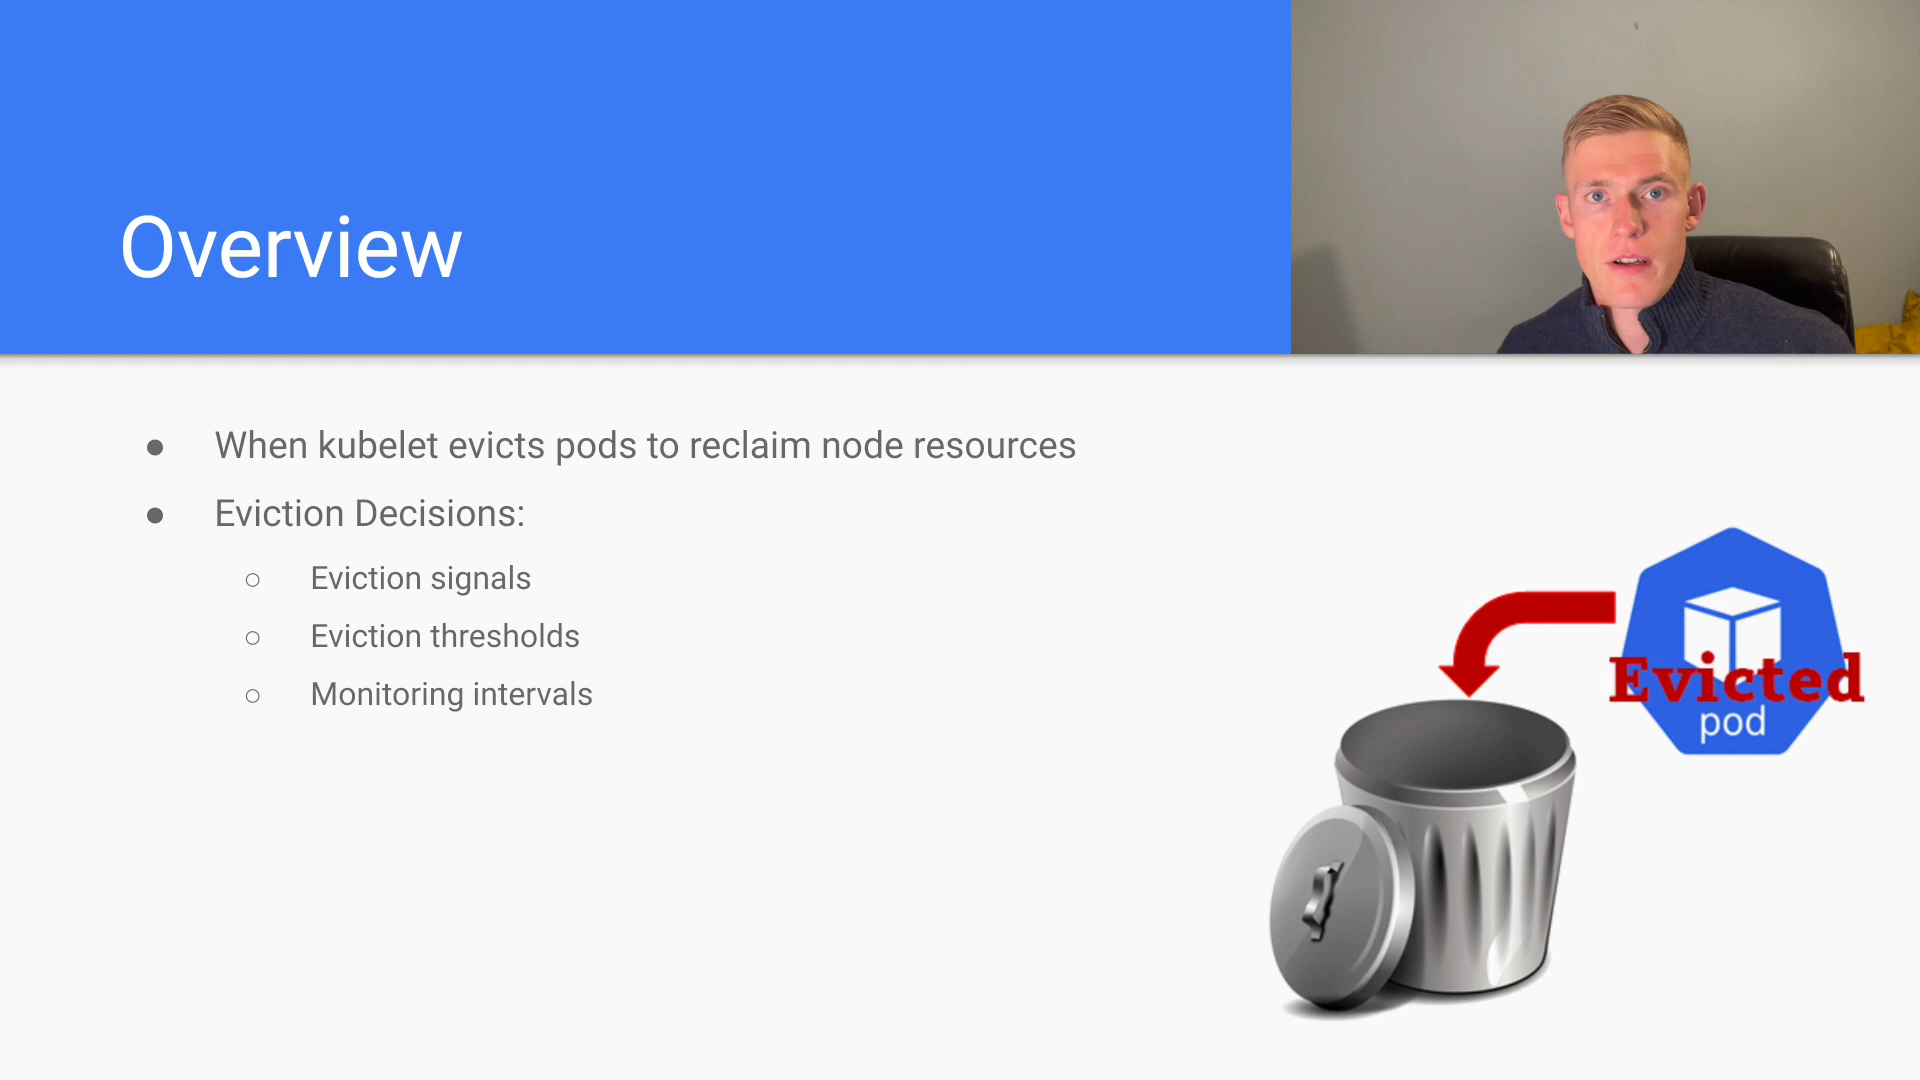 Overview
When kubelet evicts pods to reclaim node resources
Eviction Decisions:
Eviction signals
Eviction thresholds
Monitoring intervals
Evicted
pod